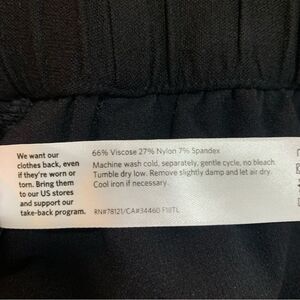 We want our
clothes back, even
if they're worn or
torn. Bring them
to our US stores
and support our
take-back program.
66% Viscose 27% Nylon 7% Spandex
Machine wash cold, separately, gentle cycle, no bleach.
Tumble dry low. Remove slightly damp and let air dry.
Cool iron if necessary.
RN#78121/CA#34460 F18TL